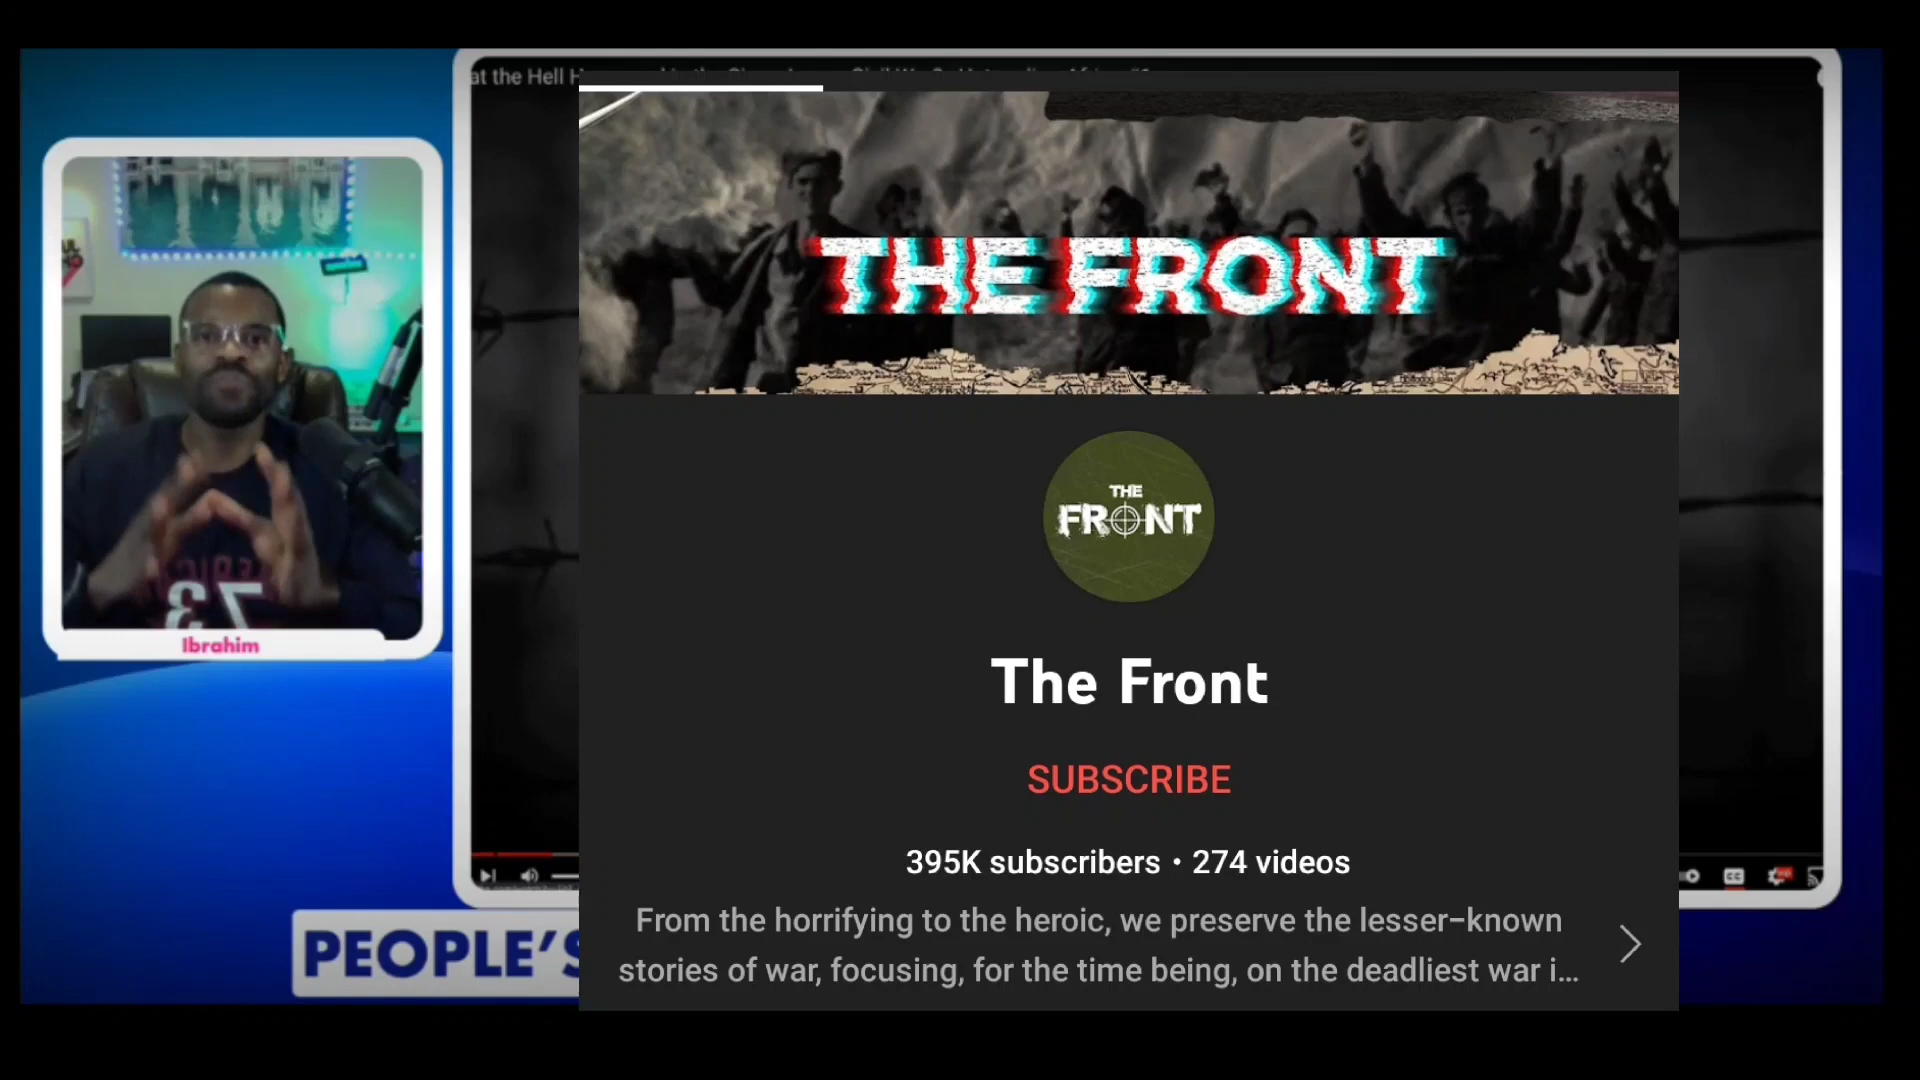 at the Hell
THE FRONT
THE
FRONT
Ibrahim
The Front
SUBSCRIBE
395K subscribers • 274 videos
From the horrifying to the heroic, we preserve the lesser-known
stories of war, focusing, for the time being, on the deadliest war i...
CC
PEOPLE'S